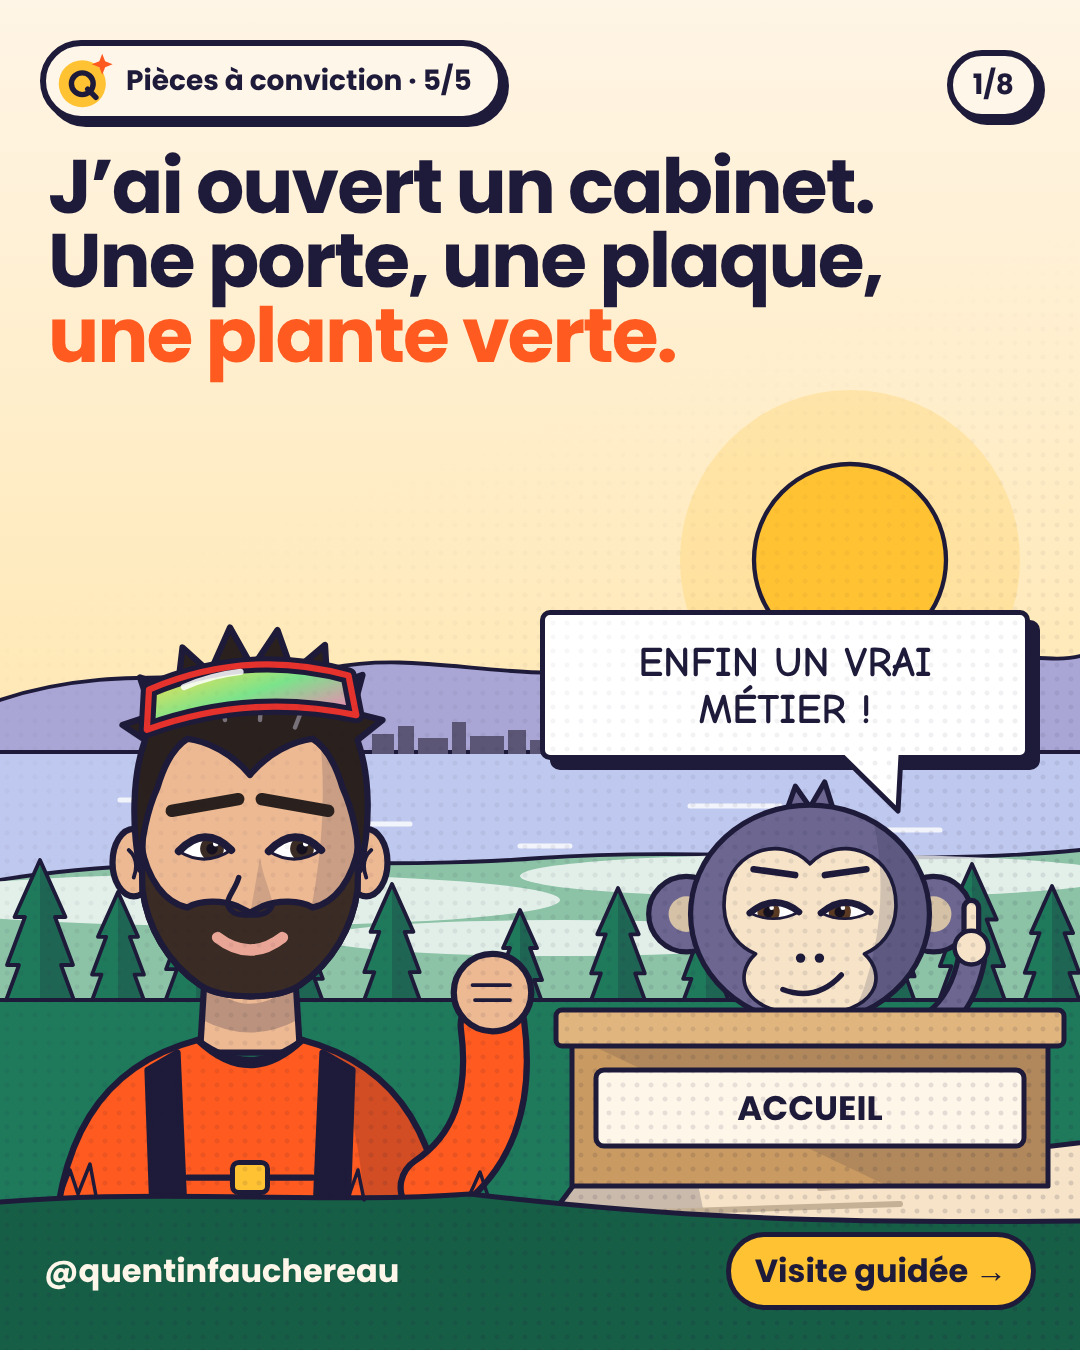 Q
Pièces à conviction · 5/5
1/8
J’ai ouvert un cabinet.
Une porte, une plaque,
une plante verte.
ENFIN UN VRAI
MÉTIER !
ACCUEIL
@quentinfauchereau
Visite guidée →